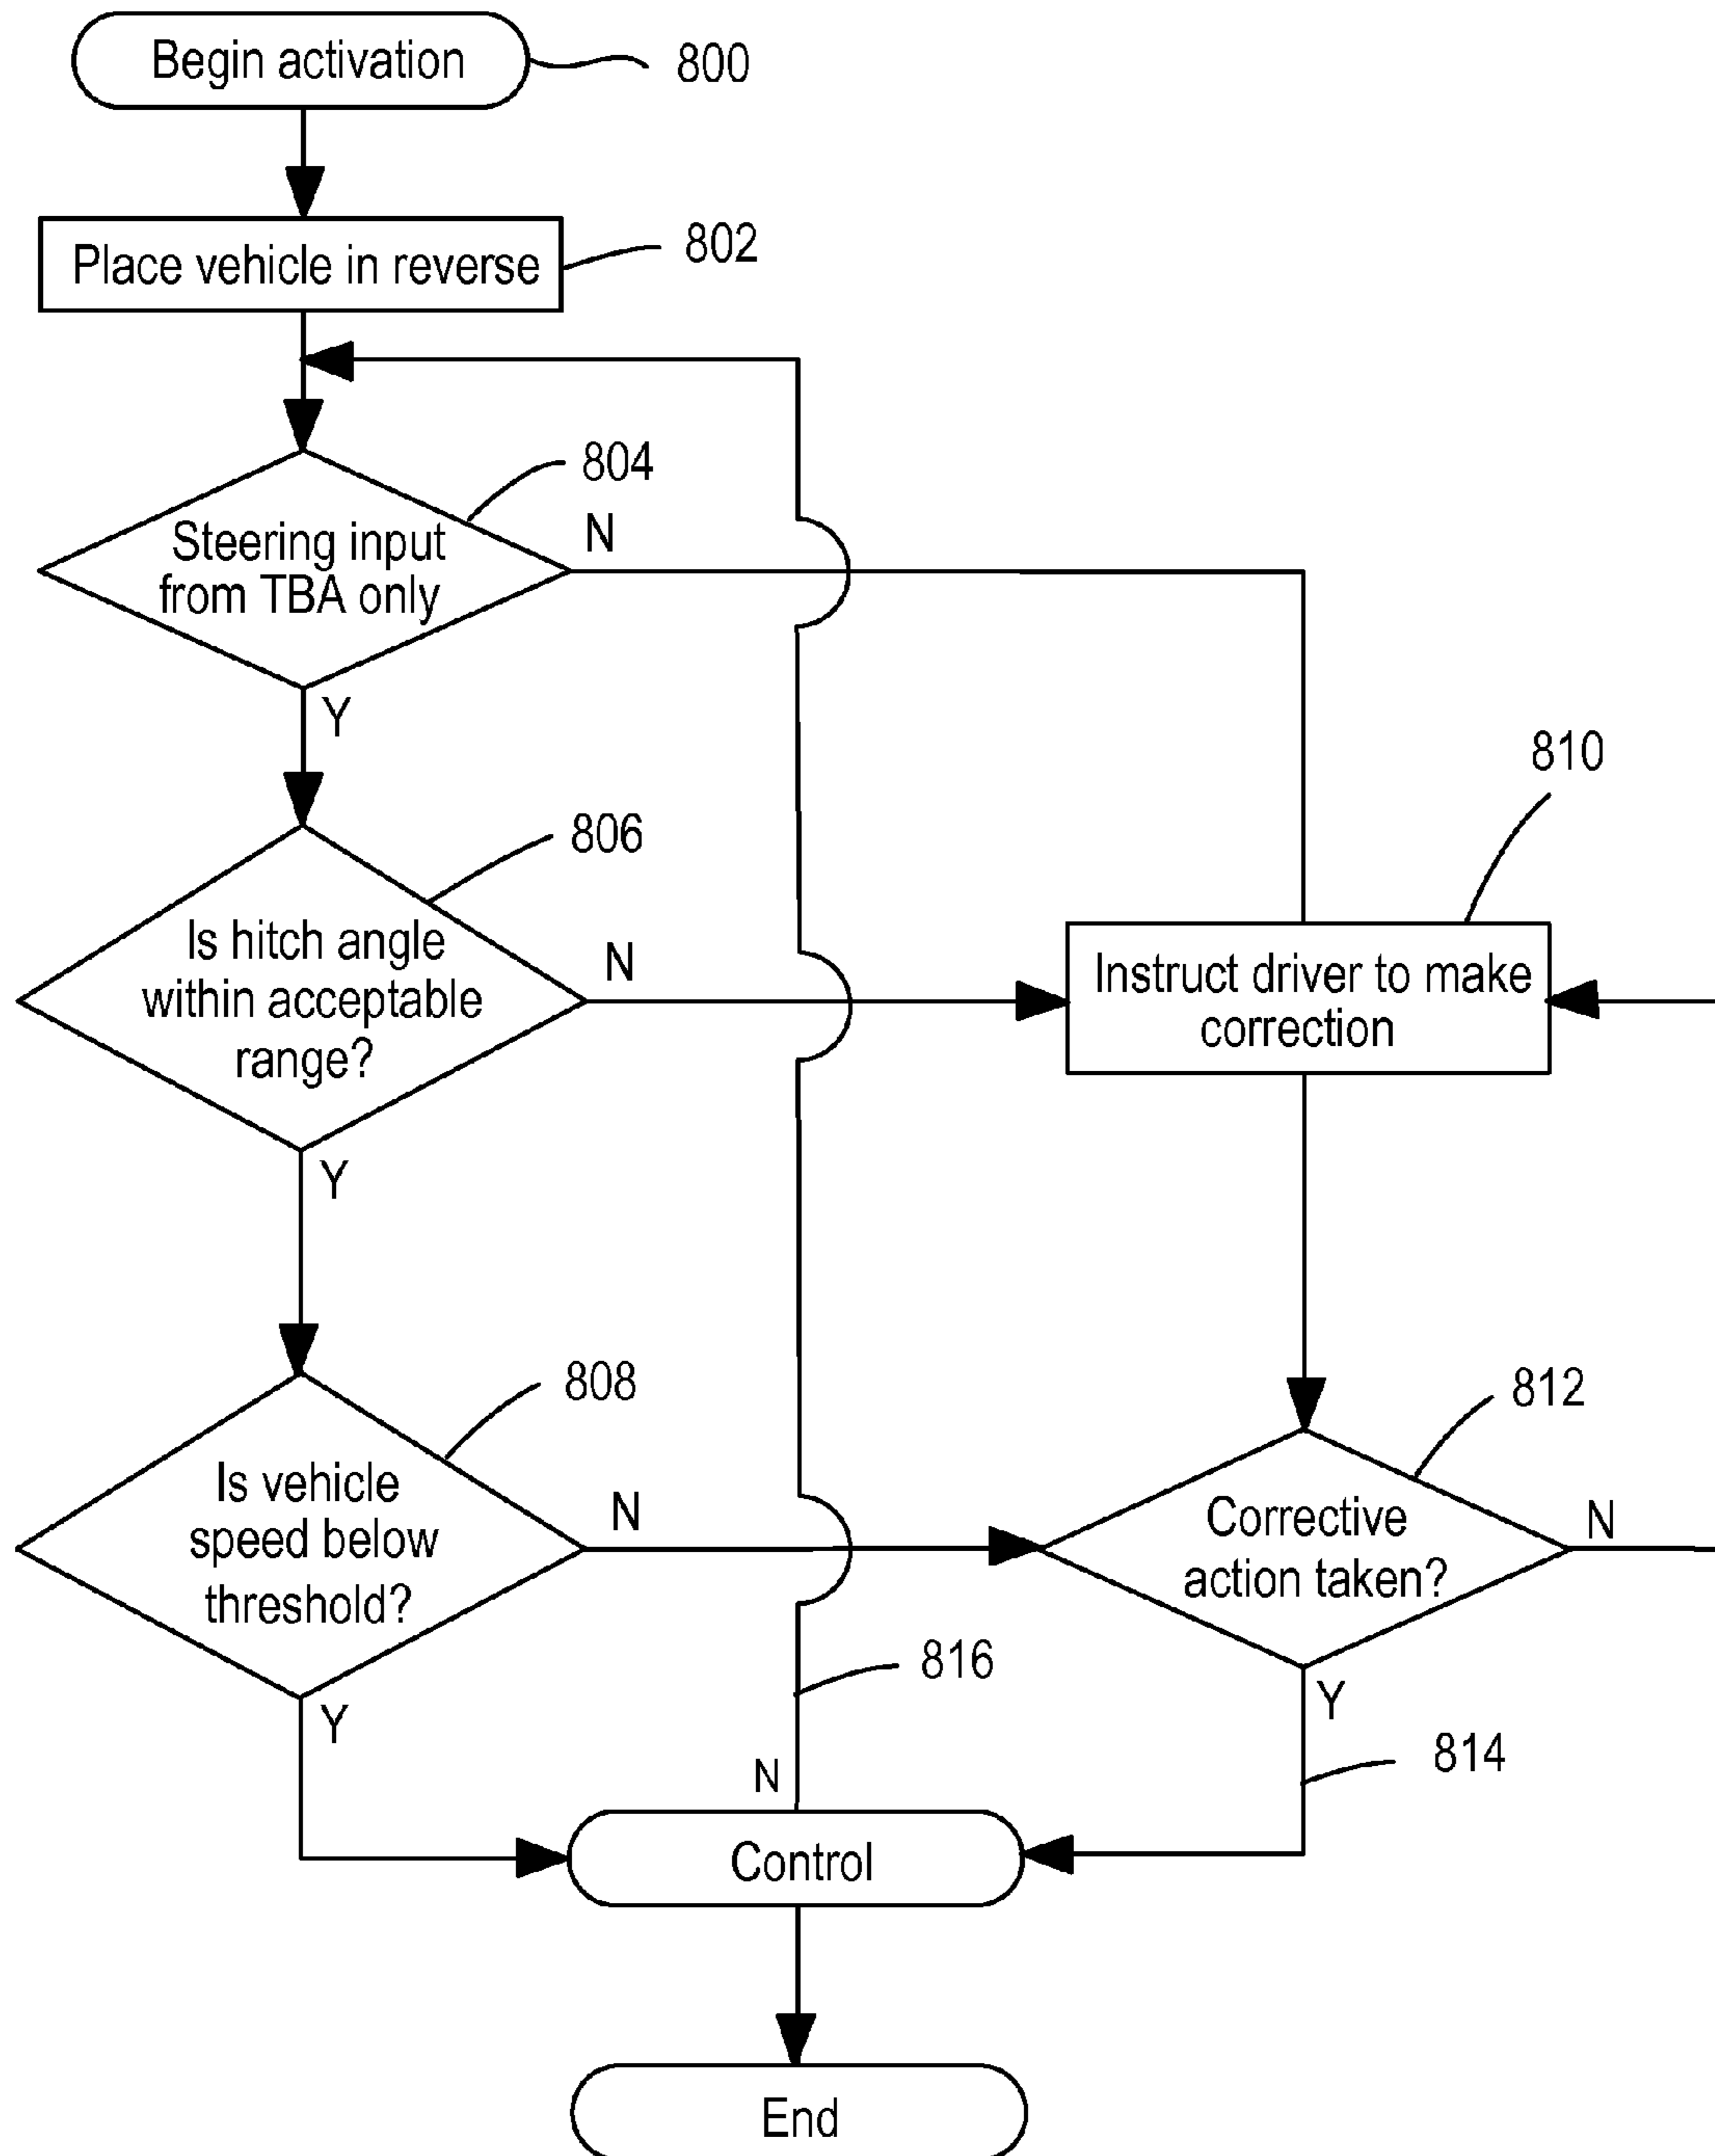 Begin activation
800
Place vehicle in reverse
802
804
Steering input
from TBA only
N
Y
806
Is hitch angle
within acceptable
range?
N
Y
810
Instruct driver to make
correction
808
Is vehicle
speed below
threshold?
N
Y
812
Corrective
action taken?
N
Y
816
814
N
Control
End